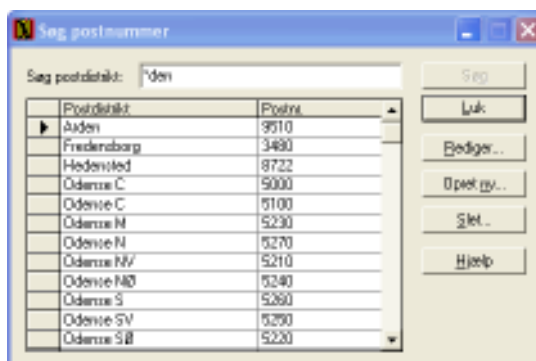 Søg postnummer
Søg postdistrikt: *den
Søg
Postdistrikt Postnr.
Luk
Arden 9510
Fredensborg 3480
Rediger...
Hedensted 8722
Odense C 5000
Opret ny...
Odense C 5100
Odense M 5230
Slet...
Odense N 5270
Odense NV 5210
Hjælp
Odense NØ 5240
Odense S 5260
Odense SV 5250
Odense SØ 5220